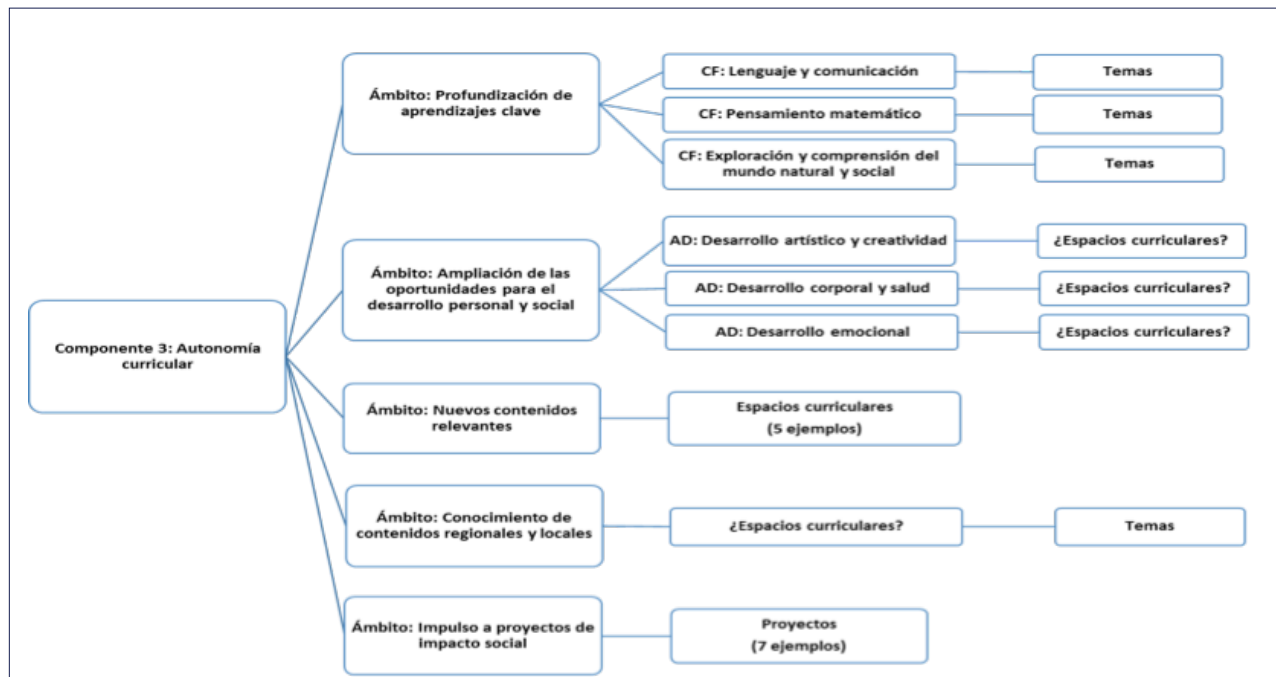 Componente 3: Autonomía
curricular
Ámbito: Profundización de
aprendizajes clave
CF: Lenguaje y comunicación
Temas
CF: Pensamiento matemático
Temas
CF: Exploración y comprensión del
mundo natural y social
Temas
Ámbito: Ampliación de las
oportunidades para el
desarrollo personal y social
AD: Desarrollo artístico y creatividad
¿Espacios curriculares?
AD: Desarrollo corporal y salud
¿Espacios curriculares?
AD: Desarrollo emocional
¿Espacios curriculares?
Ámbito: Nuevos contenidos
relevantes
Espacios curriculares
(5 ejemplos)
Ámbito: Conocimiento de
contenidos regionales y locales
¿Espacios curriculares?
Temas
Ámbito: Impulso a proyectos de
impacto social
Proyectos
(7 ejemplos)